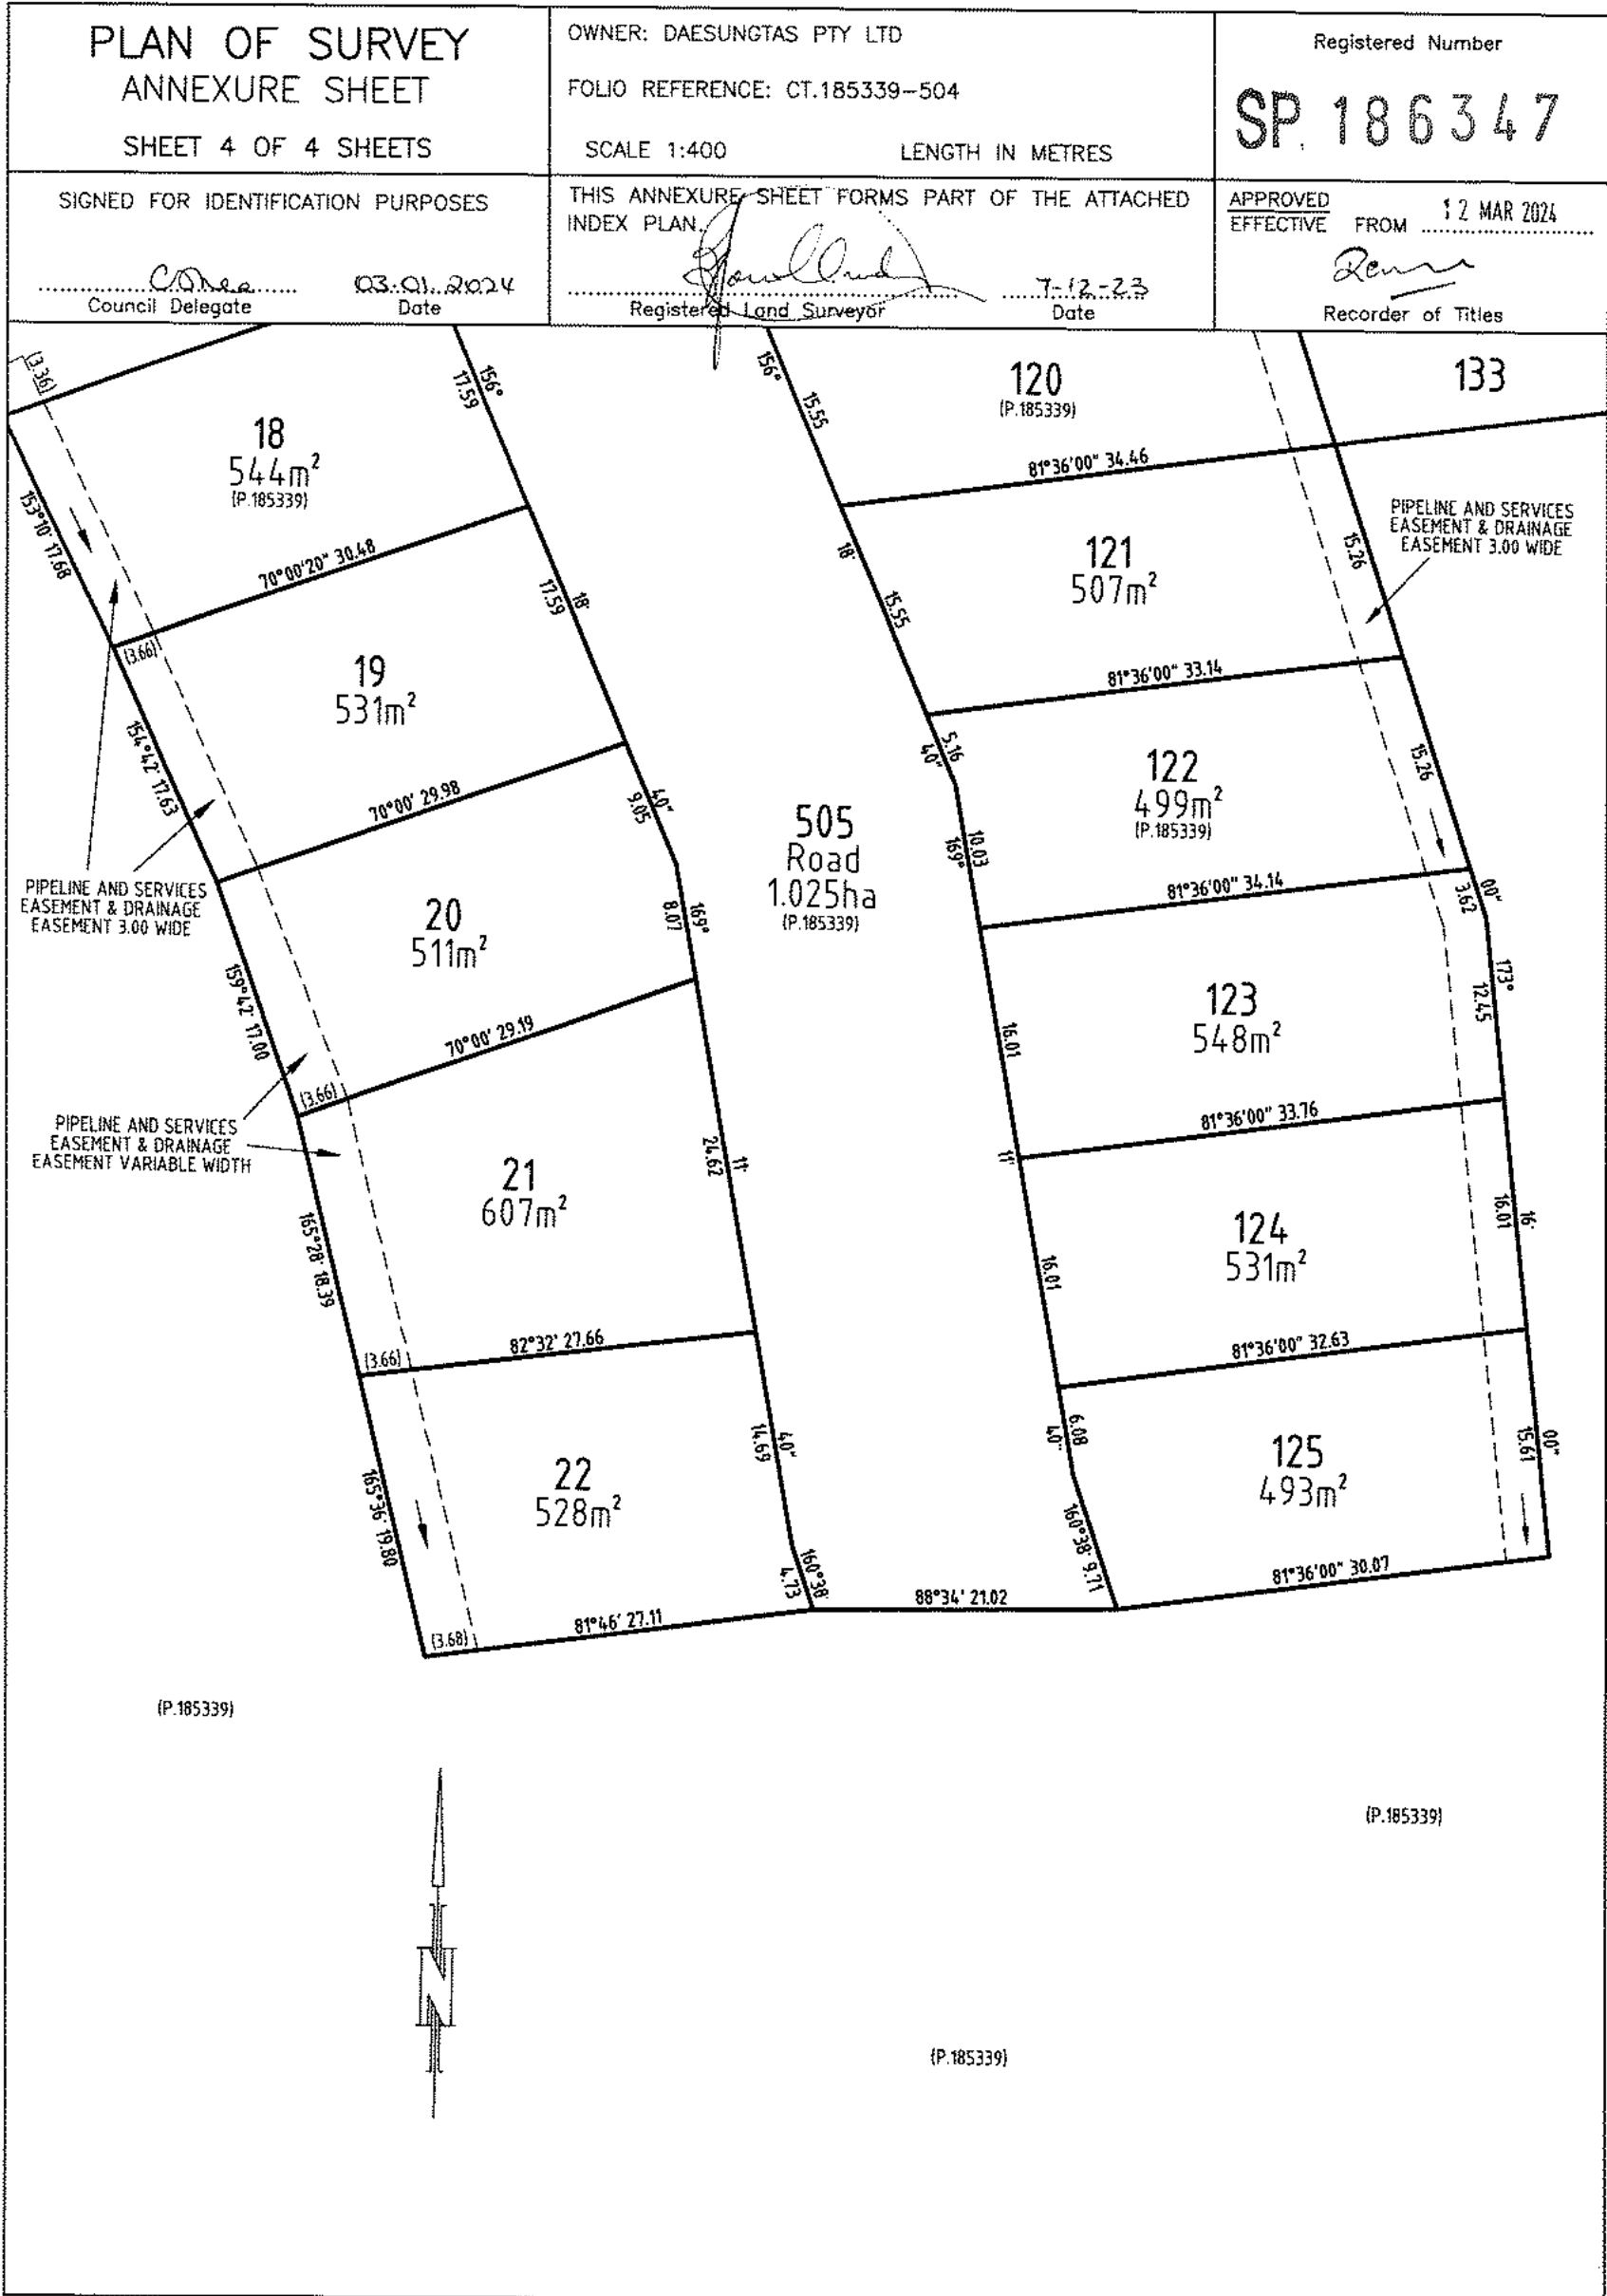 PLAN OF SURVEY
ANNEXURE SHEET
SHEET 4 OF 4 SHEETS
OWNER: DAESUNGTAS PTY LTD
FOLIO REFERENCE: CT.185339-504
SCALE 1:400 LENGTH IN METRES
Registered Number
SP. 186347
SIGNED FOR IDENTIFICATION PURPOSES
03.01.2024
Council Delegate Date
THIS ANNEXURE SHEET FORMS PART OF THE ATTACHED
INDEX PLAN.
7-12-23
Registered Land Surveyor Date
APPROVED
EFFECTIVE FROM 12 MAR 2024
Recorder of Titles
(3.36)
18
544m²
(P.185339)
156°
17.59
153°10' 17.68
70°00'20" 30.48
(3.66)
19
531m²
18'
17.59
154°42' 17.63
70°00' 29.98
40"
9.05
PIPELINE AND SERVICES
EASEMENT & DRAINAGE
EASEMENT 3.00 WIDE
20
511m²
169°
8.07
159°42' 17.00
70°00' 29.19
(3.66)
PIPELINE AND SERVICES
EASEMENT & DRAINAGE
EASEMENT VARIABLE WIDTH
21
607m²
11'
24.62
165°28' 18.39
82°32' 27.66
(3.66)
22
528m²
40"
14.69
165°36' 19.80
160°38'
4.73
81°46' 27.11
(3.68)
505
Road
1.025ha
(P.185339)
88°34' 21.02
156°
15.55
120
(P.185339)
133
81°36'00" 34.46
PIPELINE AND SERVICES
EASEMENT & DRAINAGE
EASEMENT 3.00 WIDE
121
507m²
18'
15.55
15.26
81°36'00" 33.14
122
499m²
(P.185339)
5.16
40"
10.03
169°
15.26
81°36'00" 34.14
00"
3.62
123
548m²
16.01
173°
12.45
81°36'00" 33.76
11'
124
531m²
16.01
16'
16.01
81°36'00" 32.63
125
493m²
6.08
40"
160°38' 9.71
00"
15.61
81°36'00" 30.07
(P.185339)
(P.185339)
N
(P.185339)